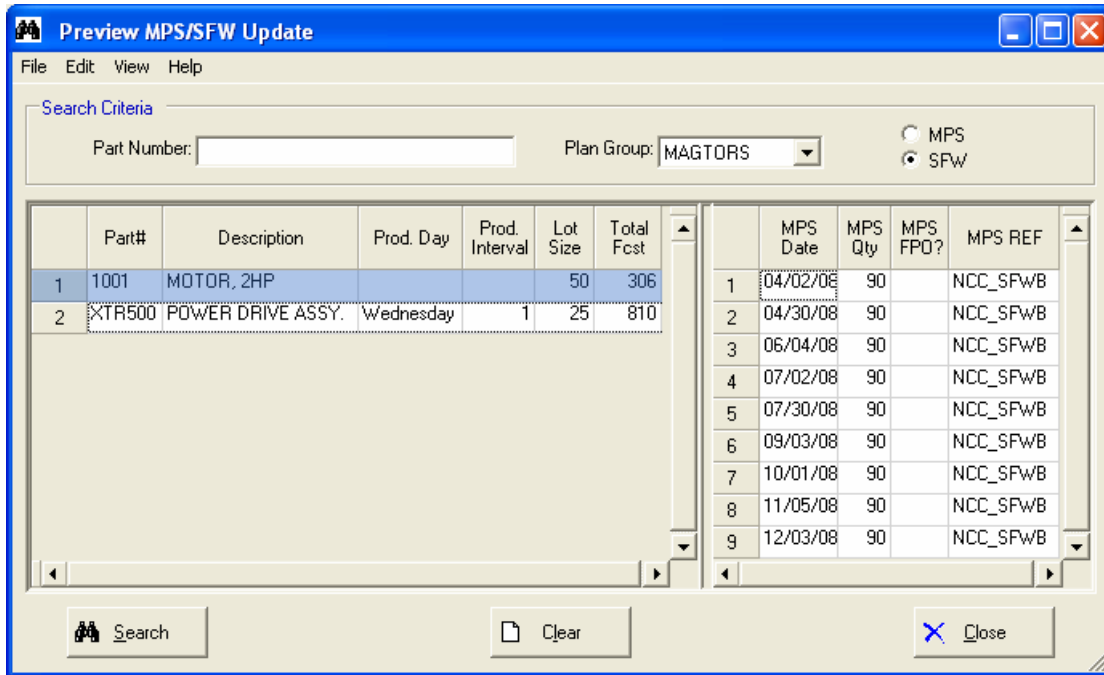 Preview MPS/SFW Update
File Edit View Help
Search Criteria
Part Number:
Plan Group: MAGTORS
MPS
SFW
Part# Description Prod. Day Prod. Interval Lot Size Total Fcst
1 1001 MOTOR, 2HP 50 306
2 XTR500 POWER DRIVE ASSY. Wednesday 1 25 810
MPS Date MPS Qty MPS FPO? MPS REF
1 04/02/08 90 NCC_SFWB
2 04/30/08 90 NCC_SFWB
3 06/04/08 90 NCC_SFWB
4 07/02/08 90 NCC_SFWB
5 07/30/08 90 NCC_SFWB
6 09/03/08 90 NCC_SFWB
7 10/01/08 90 NCC_SFWB
8 11/05/08 90 NCC_SFWB
9 12/03/08 90 NCC_SFWB
Search Clear Close